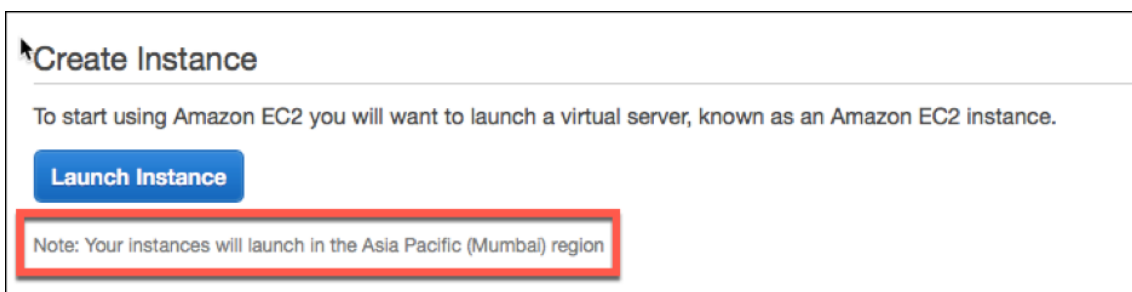 Create Instance
To start using Amazon EC2 you will want to launch a virtual server, known as an Amazon EC2 instance.
Launch Instance
Note: Your instances will launch in the Asia Pacific (Mumbai) region